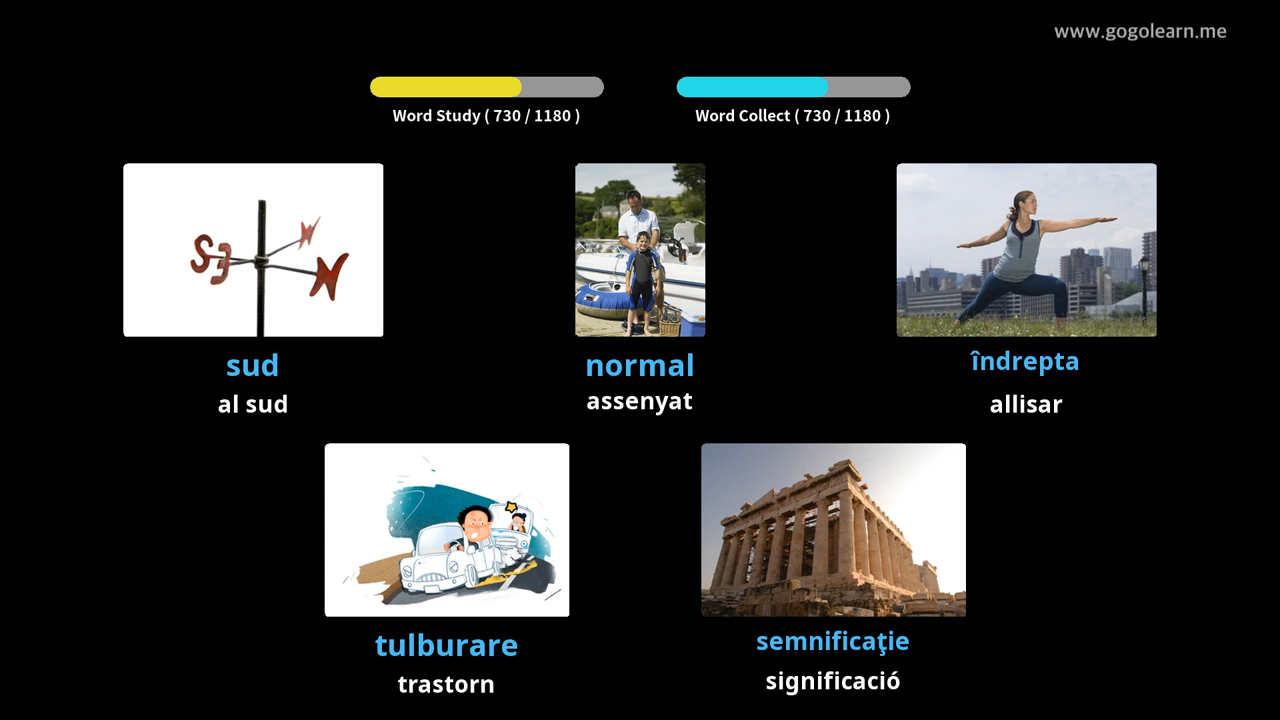 www.gogolearn.me
Word Study ( 730 / 1180 )
Word Collect ( 730 / 1180 )
sud
al sud
normal
assenyat
îndrepta
allisar
tulburare
trastorn
semnificaţie
significació